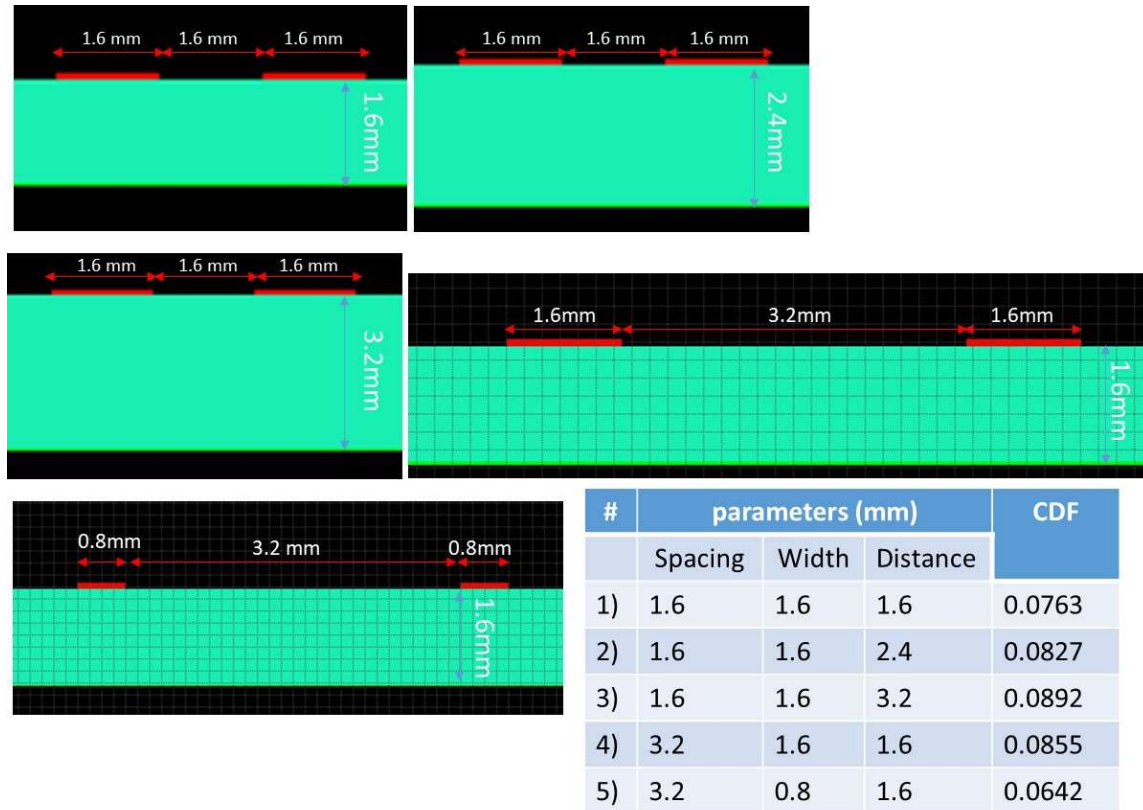 1.6 mm 1.6 mm 1.6 mm
1.6mm
1.6 mm 1.6 mm 1.6 mm
2.4mm
1.6 mm 1.6 mm 1.6 mm
3.2mm
1.6mm 3.2mm 1.6mm
1.6mm
0.8mm 3.2 mm 0.8mm
1.6mm
# parameters (mm) CDF
Spacing Width Distance
1) 1.6 1.6 1.6 0.0763
2) 1.6 1.6 2.4 0.0827
3) 1.6 1.6 3.2 0.0892
4) 3.2 1.6 1.6 0.0855
5) 3.2 0.8 1.6 0.0642